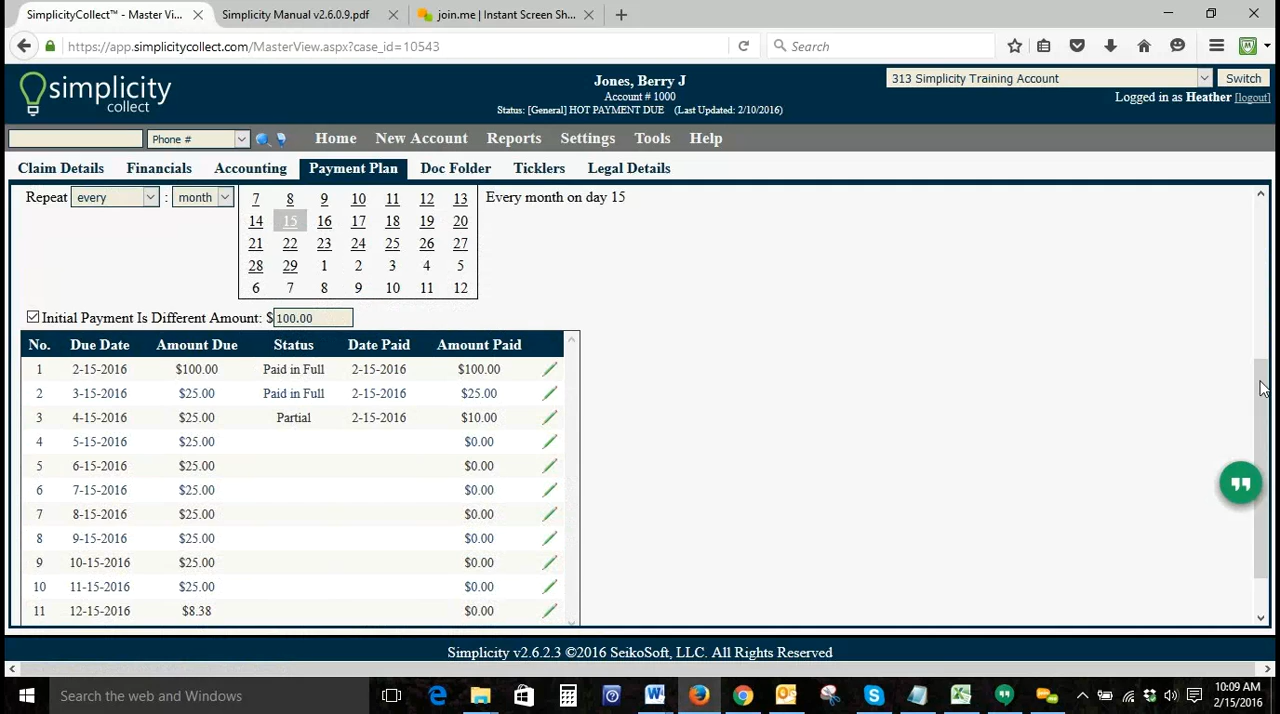 SimplicityCollect™ - Master Vi... Simplicity Manual v2.6.0.9.pdf join.me | Instant Screen Sh...
https://app.simplicitycollect.com/MasterView.aspx?case_id=10543 Search
simplicity collect
Jones, Berry J
Account # 1000
Status: [General] HOT PAYMENT DUE (Last Updated: 2/10/2016)
313 Simplicity Training Account Switch
Logged in as Heather [logout]
Phone # Home New Account Reports Settings Tools Help
Claim Details Financials Accounting Payment Plan Doc Folder Ticklers Legal Details
Repeat every : month
7 8 9 10 11 12 13
14 15 16 17 18 19 20
21 22 23 24 25 26 27
28 29 1 2 3 4 5
6 7 8 9 10 11 12
Every month on day 15
Initial Payment Is Different Amount: $ 100.00
No. Due Date Amount Due Status Date Paid Amount Paid
1 2-15-2016 $100.00 Paid in Full 2-15-2016 $100.00
2 3-15-2016 $25.00 Paid in Full 2-15-2016 $25.00
3 4-15-2016 $25.00 Partial 2-15-2016 $10.00
4 5-15-2016 $25.00 $0.00
5 6-15-2016 $25.00 $0.00
6 7-15-2016 $25.00 $0.00
7 8-15-2016 $25.00 $0.00
8 9-15-2016 $25.00 $0.00
9 10-15-2016 $25.00 $0.00
10 11-15-2016 $25.00 $0.00
11 12-15-2016 $8.38 $0.00
Simplicity v2.6.2.3 ©2016 SeikoSoft, LLC. All Rights Reserved
Search the web and Windows
10:09 AM
2/15/2016